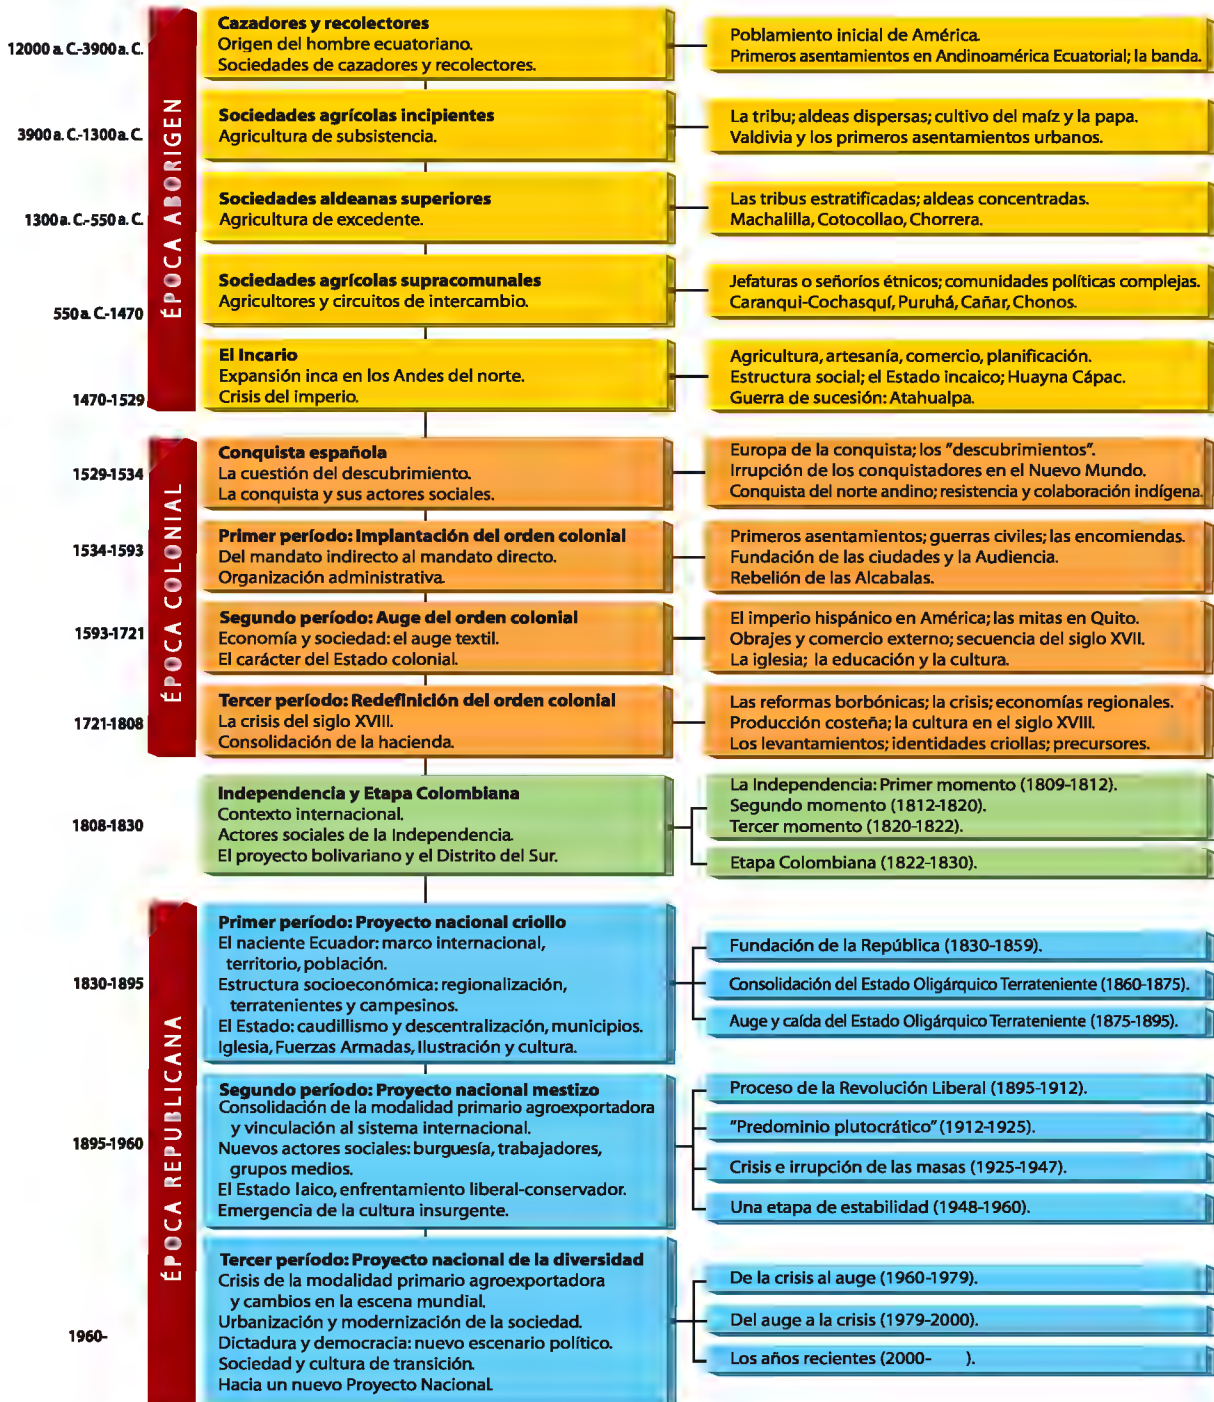 ÉPOCA ABORIGEN
12000 a. C.-3900 a. C.
Cazadores y recolectores
Origen del hombre ecuatoriano.
Sociedades de cazadores y recolectores.
Poblamiento inicial de América.
Primeros asentamientos en Andinoamérica Ecuatorial; la banda.
3900 a. C.-1300 a. C.
Sociedades agrícolas incipientes
Agricultura de subsistencia.
La tribu; aldeas dispersas; cultivo del maíz y la papa.
Valdivia y los primeros asentamientos urbanos.
1300 a. C.-550 a. C.
Sociedades aldeanas superiores
Agricultura de excedente.
Las tribus estratificadas; aldeas concentradas.
Machalilla, Cotocollao, Chorrera.
550 a. C.-1470
Sociedades agrícolas supracomunales
Agricultores y circuitos de intercambio.
Jefaturas o señoríos étnicos; comunidades políticas complejas.
Caranqui-Cochasquí, Puruhá, Cañar, Chonos.
1470-1529
El Incario
Expansión inca en los Andes del norte.
Crisis del imperio.
Agricultura, artesanía, comercio, planificación.
Estructura social; el Estado incaico; Huayna Cápac.
Guerra de sucesión: Atahualpa.
ÉPOCA COLONIAL
1529-1534
Conquista española
La cuestión del descubrimiento.
La conquista y sus actores sociales.
Europa de la conquista; los "descubrimientos".
Irrupción de los conquistadores en el Nuevo Mundo.
Conquista del norte andino; resistencia y colaboración indígena.
1534-1593
Primer período: Implantación del orden colonial
Del mandato indirecto al mandato directo.
Organización administrativa.
Primeros asentamientos; guerras civiles; las encomiendas.
Fundación de las ciudades y la Audiencia.
Rebelión de las Alcabalas.
1593-1721
Segundo período: Auge del orden colonial
Economía y sociedad: el auge textil.
El carácter del Estado colonial.
El imperio hispánico en América; las mitas en Quito.
Obrajes y comercio externo; secuencia del siglo XVII.
La iglesia; la educación y la cultura.
1721-1808
Tercer período: Redefinición del orden colonial
La crisis del siglo XVIII.
Consolidación de la hacienda.
Las reformas borbónicas; la crisis; economías regionales.
Producción costeña; la cultura en el siglo XVIII.
Los levantamientos; identidades criollas; precursores.
1808-1830
Independencia y Etapa Colombiana
Contexto internacional.
Actores sociales de la Independencia.
El proyecto bolivariano y el Distrito del Sur.
La Independencia: Primer momento (1809-1812).
Segundo momento (1812-1820).
Tercer momento (1820-1822).
Etapa Colombiana (1822-1830).
ÉPOCA REPUBLICANA
1830-1895
Primer período: Proyecto nacional criollo
El naciente Ecuador: marco internacional,
territorio, población.
Estructura socioeconómica: regionalización,
terratenientes y campesinos.
El Estado: caudillismo y descentralización, municipios.
Iglesia, Fuerzas Armadas, Ilustración y cultura.
Fundación de la República (1830-1859).
Consolidación del Estado Oligárquico Terrateniente (1860-1875).
Auge y caída del Estado Oligárquico Terrateniente (1875-1895).
1895-1960
Segundo período: Proyecto nacional mestizo
Consolidación de la modalidad primario agroexportadora
y vinculación al sistema internacional.
Nuevos actores sociales: burguesía, trabajadores,
grupos medios.
El Estado laico, enfrentamiento liberal-conservador.
Emergencia de la cultura insurgente.
Proceso de la Revolución Liberal (1895-1912).
"Predominio plutocrático" (1912-1925).
Crisis e irrupción de las masas (1925-1947).
Una etapa de estabilidad (1948-1960).
1960-
Tercer período: Proyecto nacional de la diversidad
Crisis de la modalidad primario agroexportadora
y cambios en la escena mundial.
Urbanización y modernización de la sociedad.
Dictadura y democracia: nuevo escenario político.
Sociedad y cultura de transición.
Hacia un nuevo Proyecto Nacional.
De la crisis al auge (1960-1979).
Del auge a la crisis (1979-2000).
Los años recientes (2000- ).